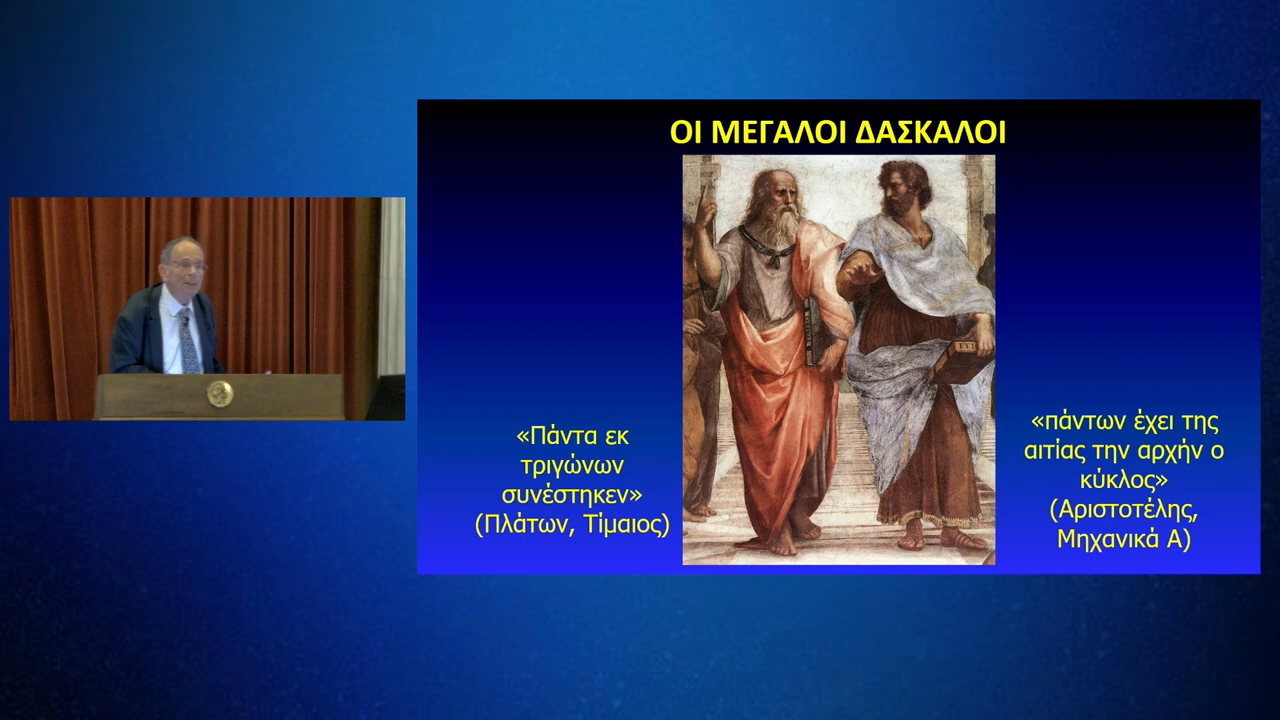 ΟΙ ΜΕΓΑΛΟΙ ΔΑΣΚΑΛΟΙ
«Πάντα εκ
τριγώνων
συνέστηκεν»
(Πλάτων, Τίμαιος)
«πάντων έχει της
αιτίας την αρχήν ο
κύκλος»
(Αριστοτέλης,
Μηχανικά Α)